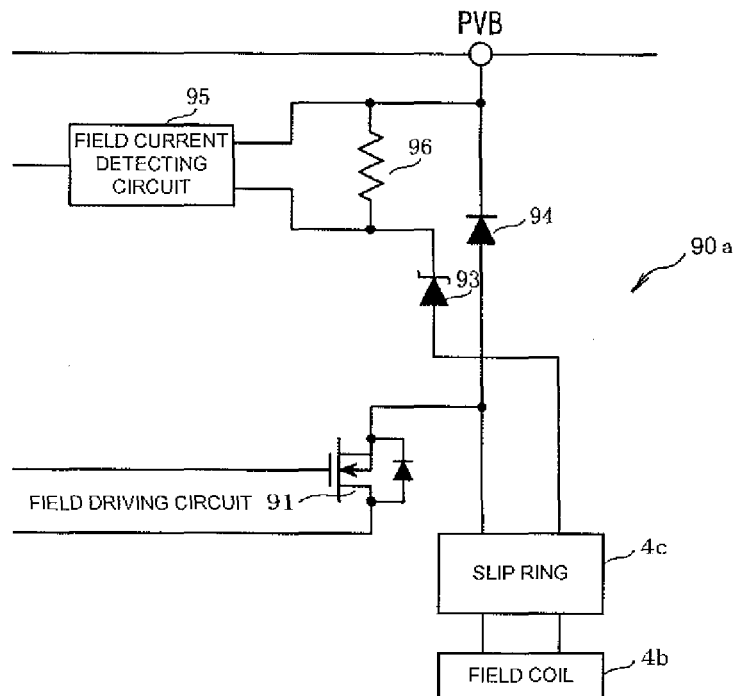 PVB
95
FIELD CURRENT
DETECTING
CIRCUIT
96
94
90a
93
FIELD DRIVING CIRCUIT 91
SLIP RING
4c
FIELD COIL
4b